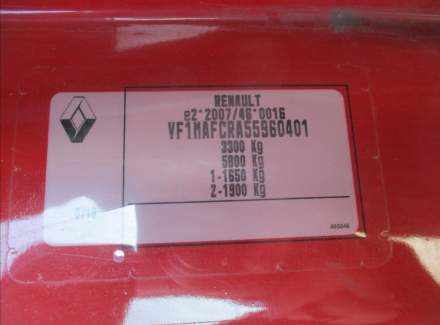 RENAULT
e2*2007/46*0016
VF1MAFCRA55960401
3300 Kg
5800 Kg
1-1650 Kg
2-1900 Kg